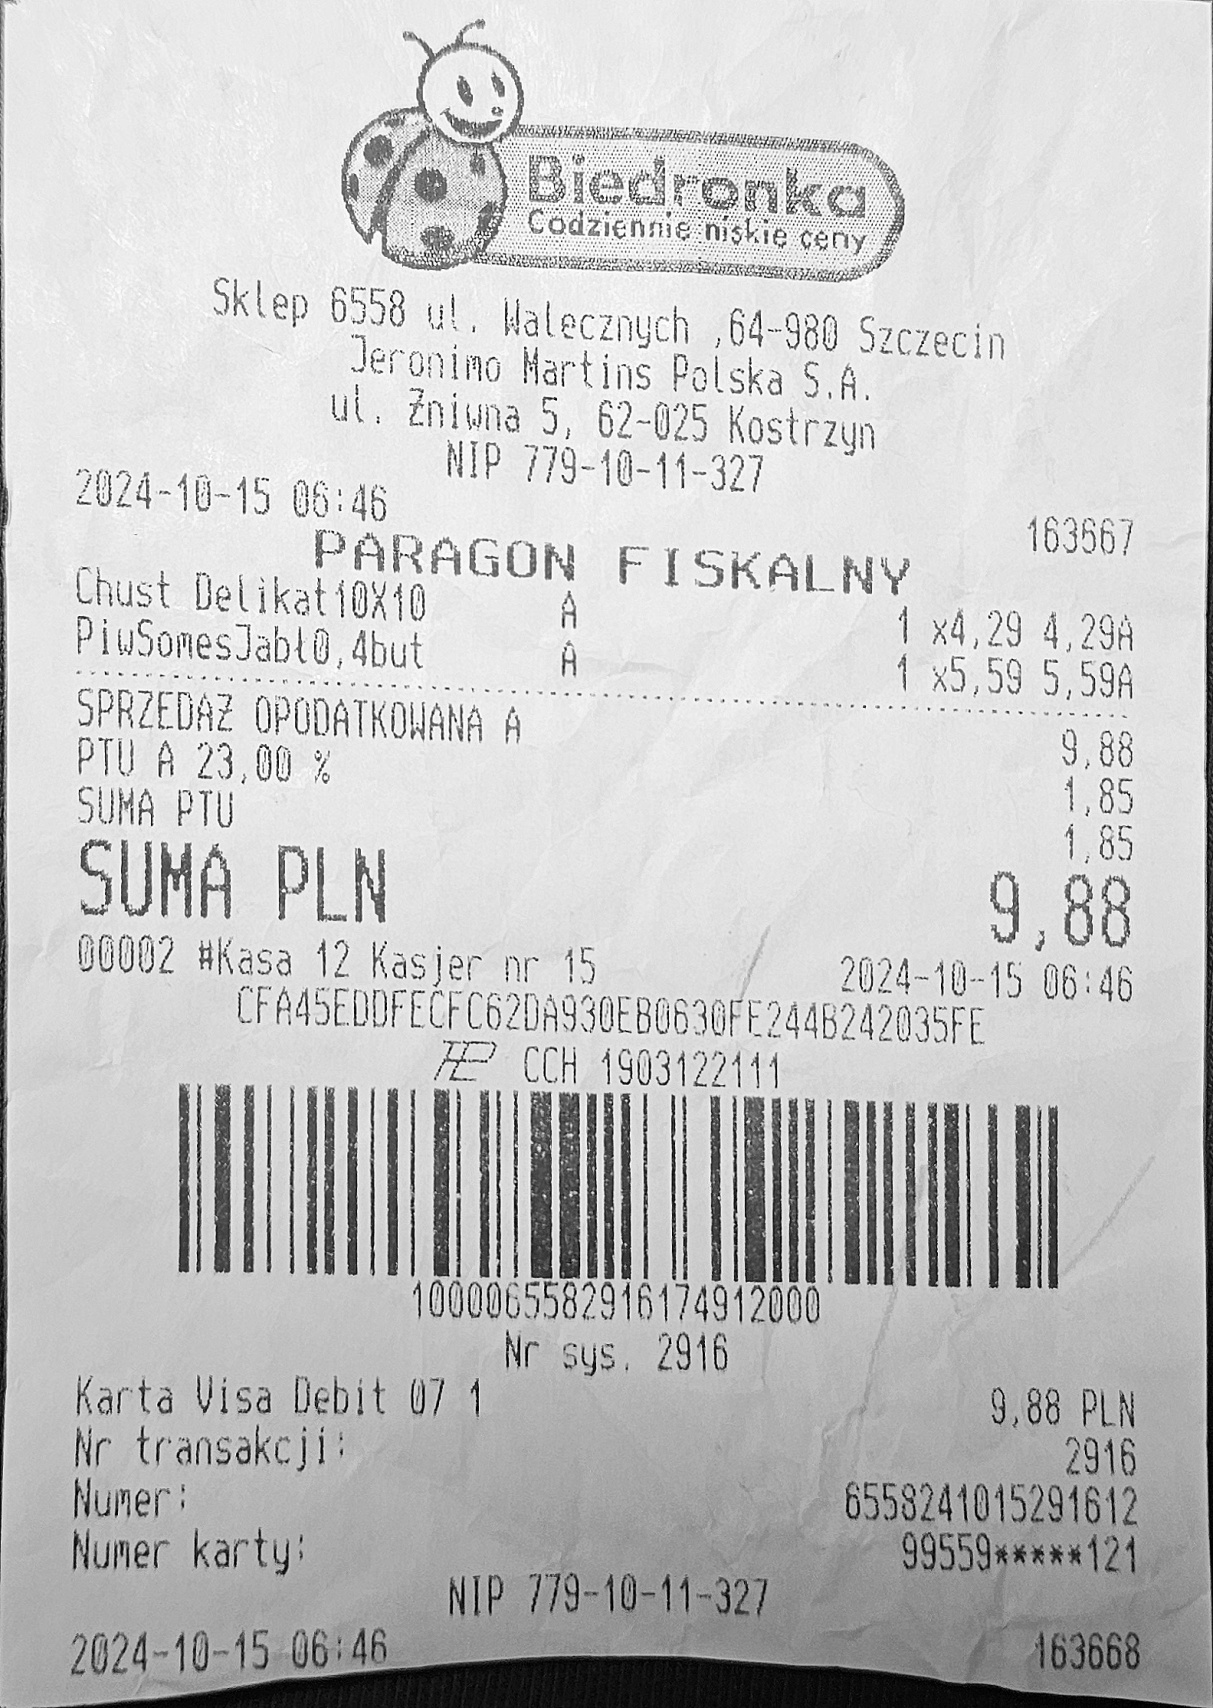 Biedronka
Codziennie niskie ceny
Sklep 6558 ul. Walecznych ,64-980 Szczecin
Jeronimo Martins Polska S.A.
ul. Żniwna 5, 62-025 Kostrzyn
NIP 779-10-11-327
2024-10-15 06:46 163667
PARAGON FISKALNY
Chust Delikat10X10 A 1 x4,29 4,29A
PiwSomesJabł0,4but A 1 x5,59 5,59A
SPRZEDAŻ OPODATKOWANA A 9,88
PTU A 23,00 % 1,85
SUMA PTU 1,85
SUMA PLN 9,88
00002 #Kasa 12 Kasjer nr 15 2024-10-15 06:46
CFA45EDDFECFC62DA930EB0630FE244B242035FE
CCH 1903122111
1000065582916174912000
Nr sys. 2916
Karta Visa Debit 07 1 9,88 PLN
Nr transakcji: 2916
Numer: 6558241015291612
Numer karty: 99559*****121
NIP 779-10-11-327
2024-10-15 06:46 163668